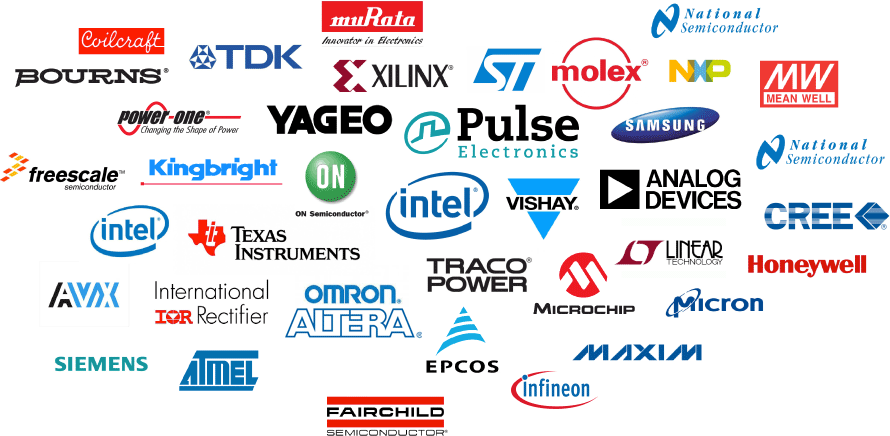 muRata
Innovator in Electronics
National
Semiconductor
Coilcraft
TDK
BOURNS®
XILINX®
ST
molex®
NXP
MW
MEAN WELL
power-one®
Changing the Shape of Power
YAGEO
Pulse
Electronics
SAMSUNG
National
Semiconductor
freescale™
semiconductor
Kingbright
ON
ON Semiconductor®
intel®
VISHAY®
ANALOG
DEVICES
CREE®
intel®
TEXAS
INSTRUMENTS
LINEAR
TECHNOLOGY
Honeywell
TRACO®
POWER
MICROCHIP
AVX
International
IOR Rectifier
OMRON®
ALTERA®
Micron
EPCOS
SIEMENS
ATMEL
MAXIM
infineon
FAIRCHILD
SEMICONDUCTOR®